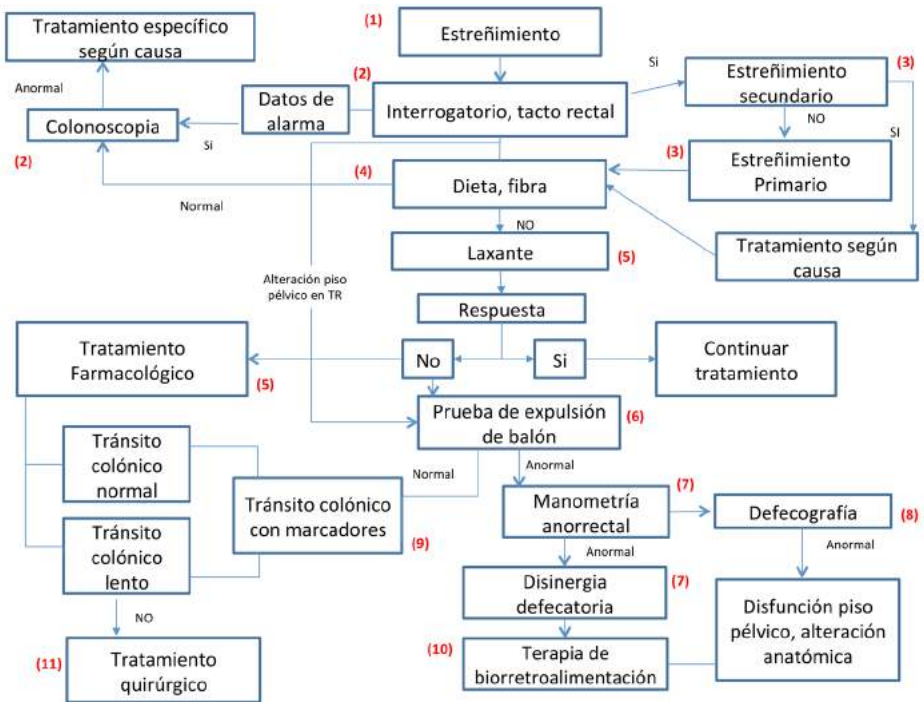 Tratamiento específico
según causa
(1)
Estreñimiento
Anormal
(2)
Si
(3)
Estreñimiento
secundario
Datos de
alarma
Interrogatorio, tacto rectal
Colonoscopia
Sí
(2)
NO
SI
(3)
Estreñimiento
Primario
(4)
Dieta, fibra
Normal
NO
Laxante
(5)
Tratamiento según
causa
Alteración piso
pélvico en TR
Respuesta
Tratamiento
Farmacológico
(5)
No
Si
Continuar
tratamiento
Prueba de expulsión
de balón
(6)
Tránsito
colónico
normal
Normal
Anormal
Tránsito colónico
con marcadores
(9)
Manometría
anorrectal
(7)
Defecografía
(8)
Tránsito
colónico
lento
Anormal
Anormal
Disinergia
defecatoria
(7)
Disfunción piso
pélvico, alteración
anatómica
NO
(11)
Tratamiento
quirúrgico
(10)
Terapia de
biorretroalimentación